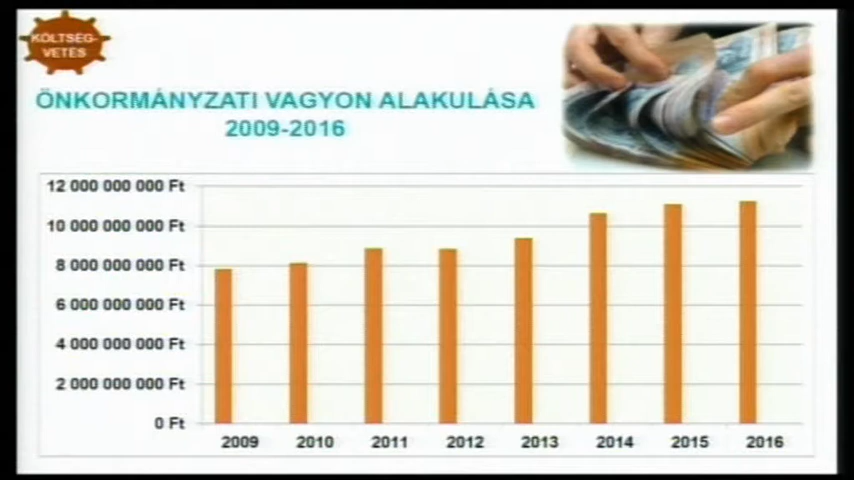 KÖLTSÉG-
VETÉS
ÖNKORMÁNYZATI VAGYON ALAKULÁSA
2009-2016
12 000 000 000 Ft
10 000 000 000 Ft
8 000 000 000 Ft
6 000 000 000 Ft
4 000 000 000 Ft
2 000 000 000 Ft
0 Ft
2009 2010 2011 2012 2013 2014 2015 2016